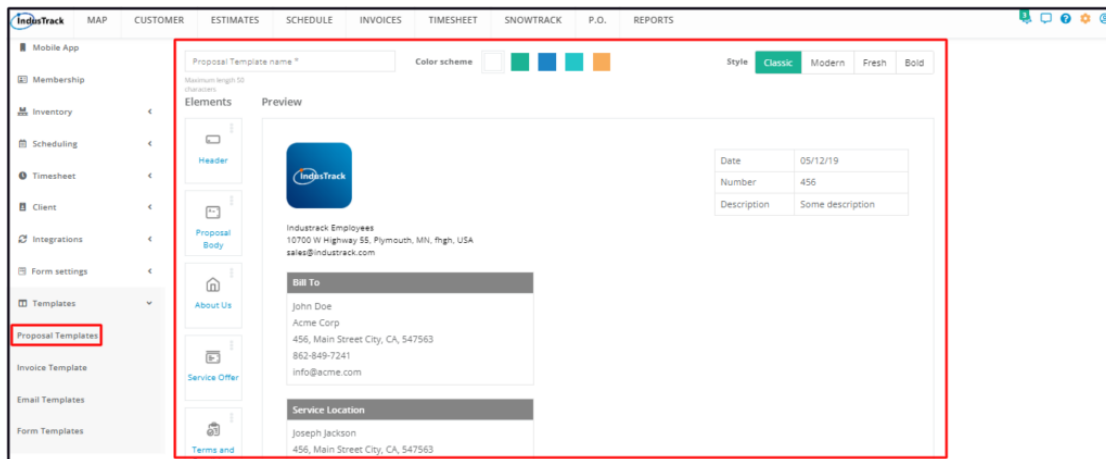 IndusTrack MAP CUSTOMER ESTIMATES SCHEDULE INVOICES TIMESHEET SNOWTRACK P.O. REPORTS 3
Mobile App
Membership
Inventory
Scheduling
Timesheet
Client
Integrations
Form settings
Templates
Proposal Templates
Invoice Template
Email Templates
Form Templates
Proposal Template name *
Maximum length 50
characters
Color scheme
Style Classic Modern Fresh Bold
Elements Preview
Header
Proposal
Body
About Us
Service Offer
Terms and
IndusTrack
Industrack Employees
10700 W Highway 55, Plymouth, MN, fhgh, USA
sales@industrack.com
Date 05/12/19
Number 456
Description Some description
Bill To
John Doe
Acme Corp
456, Main Street City, CA, 547563
862-849-7241
info@acme.com
Service Location
Joseph Jackson
456, Main Street City, CA, 547563